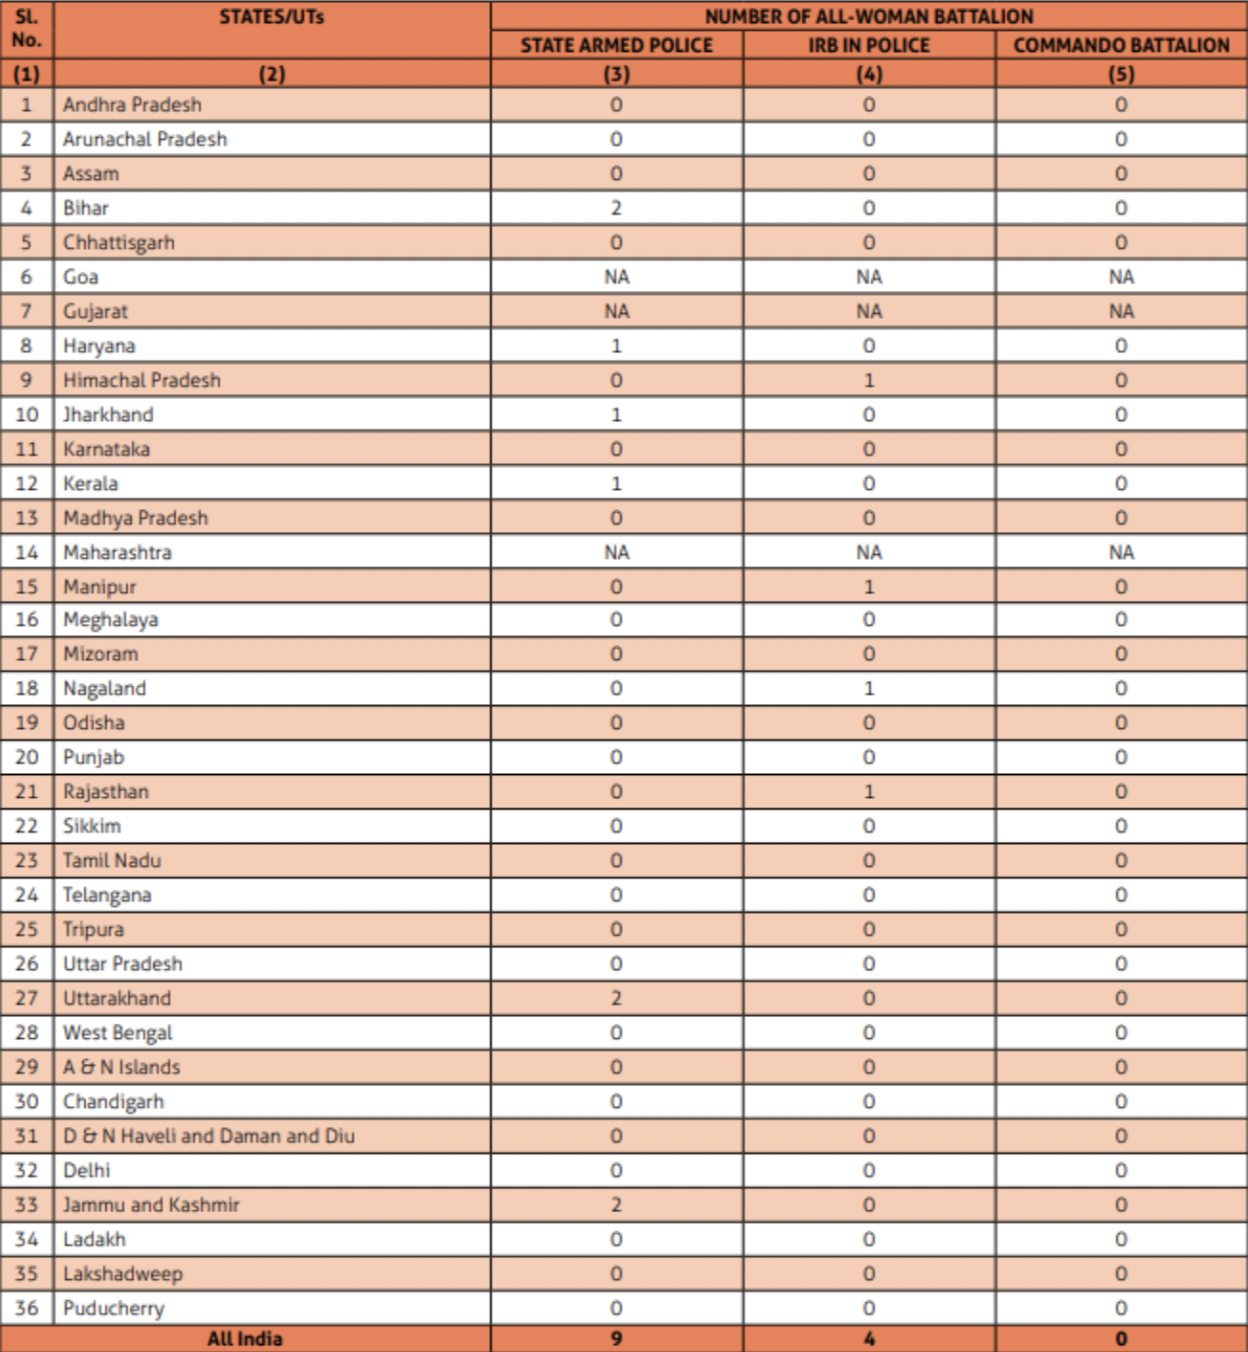 Sl. No. STATES/UTs NUMBER OF ALL-WOMAN BATTALION
STATE ARMED POLICE IRB IN POLICE COMMANDO BATTALION
(1) (2) (3) (4) (5)
1 Andhra Pradesh 0 0 0
2 Arunachal Pradesh 0 0 0
3 Assam 0 0 0
4 Bihar 2 0 0
5 Chhattisgarh 0 0 0
6 Goa NA NA NA
7 Gujarat NA NA NA
8 Haryana 1 0 0
9 Himachal Pradesh 0 1 0
10 Jharkhand 1 0 0
11 Karnataka 0 0 0
12 Kerala 1 0 0
13 Madhya Pradesh 0 0 0
14 Maharashtra NA NA NA
15 Manipur 0 1 0
16 Meghalaya 0 0 0
17 Mizoram 0 0 0
18 Nagaland 0 1 0
19 Odisha 0 0 0
20 Punjab 0 0 0
21 Rajasthan 0 1 0
22 Sikkim 0 0 0
23 Tamil Nadu 0 0 0
24 Telangana 0 0 0
25 Tripura 0 0 0
26 Uttar Pradesh 0 0 0
27 Uttarakhand 2 0 0
28 West Bengal 0 0 0
29 A & N Islands 0 0 0
30 Chandigarh 0 0 0
31 D & N Haveli and Daman and Diu 0 0 0
32 Delhi 0 0 0
33 Jammu and Kashmir 2 0 0
34 Ladakh 0 0 0
35 Lakshadweep 0 0 0
36 Puducherry 0 0 0
All India 9 4 0